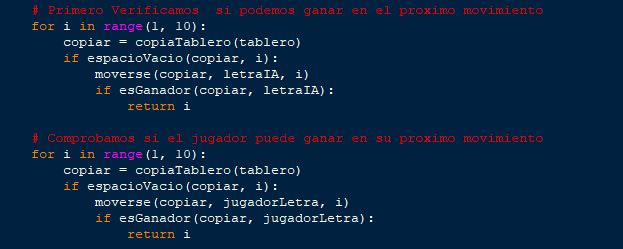 # Primero Verificamos  si podemos ganar en el proximo movimiento
for i in range(1, 10):
    copiar = copiaTablero(tablero)
    if espacioVacio(copiar, i):
        moverse(copiar, letraIA, i)
        if esGanador(copiar, letraIA):
            return i

# Comprobamos si el jugador puede ganar en su proximo movimiento
for i in range(1, 10):
    copiar = copiaTablero(tablero)
    if espacioVacio(copiar, i):
        moverse(copiar, jugadorLetra, i)
        if esGanador(copiar, jugadorLetra):
            return i